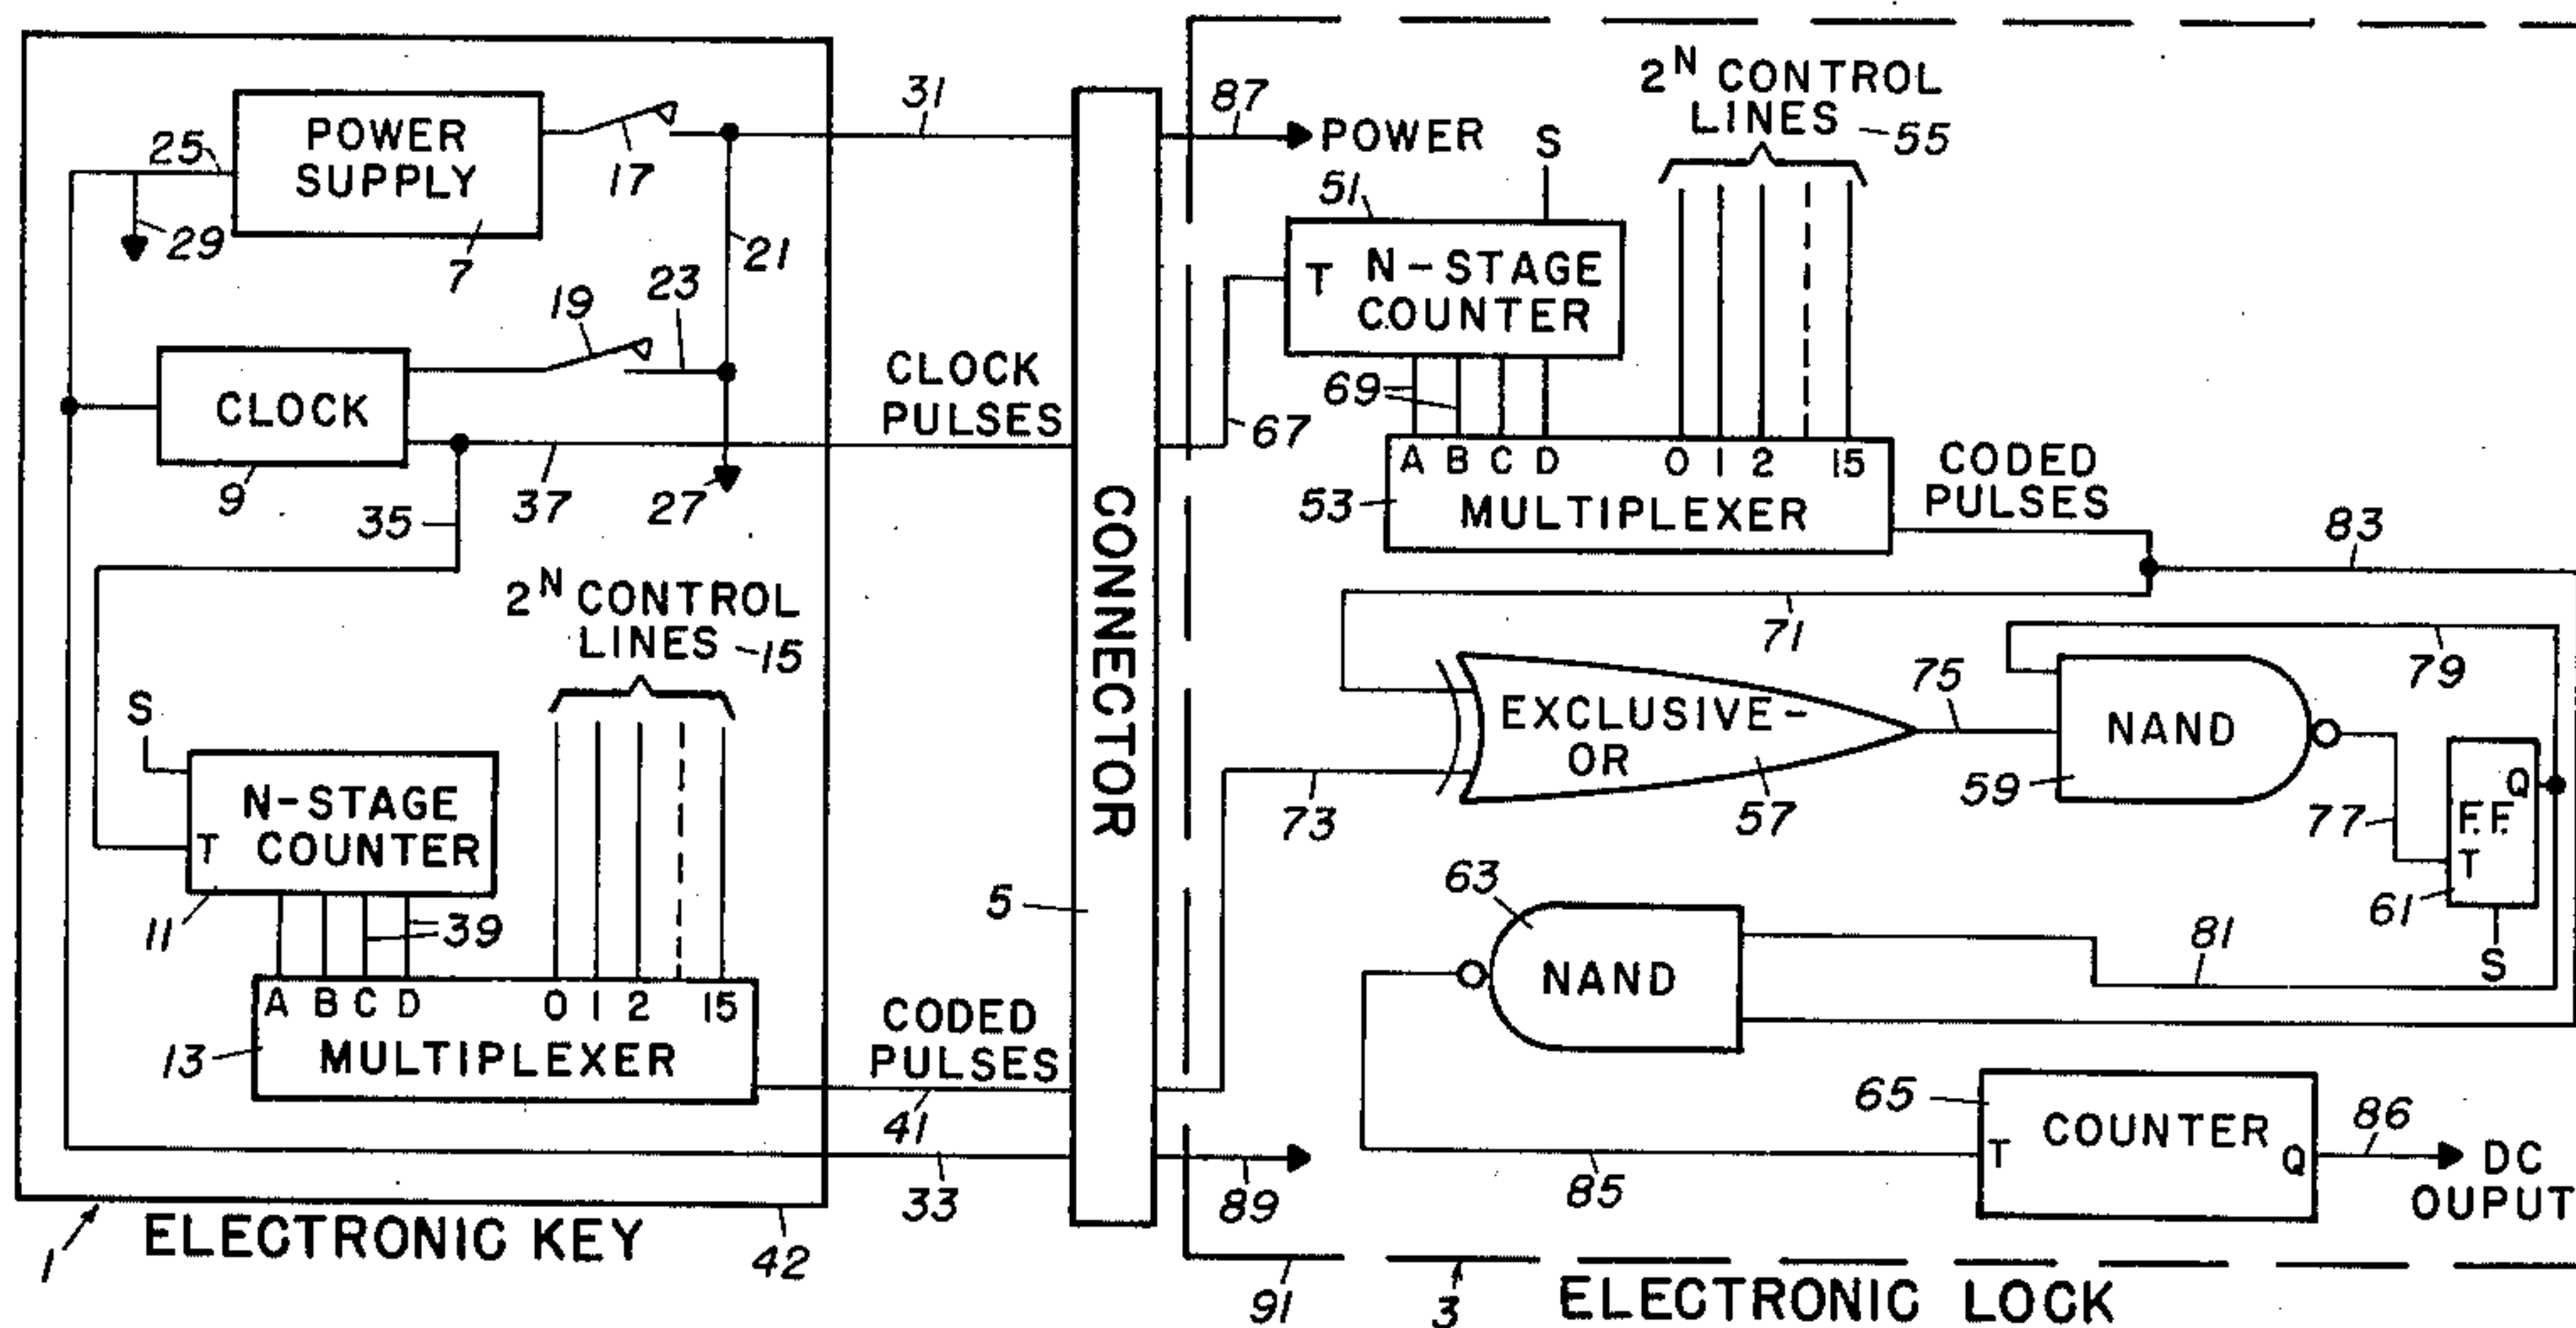 POWER
SUPPLY
7
17
25
29
31
21
19
23
CLOCK
9
35
37
27
CLOCK
PULSES
2N CONTROL
LINES 15
S
N-STAGE
T COUNTER
11
39
A B C D 0 1 2 15
13
MULTIPLEXER
CODED
PULSES
41
33
1
ELECTRONIC KEY
42
CONNECTOR
5
87
POWER
S
2N CONTROL
LINES 55
51
T N-STAGE
COUNTER
67
69
A B C D 0 1 2 15
53
MULTIPLEXER
CODED
PULSES
83
71
79
EXCLUSIVE-
OR
57
73
75
NAND
59
77
Q
F.F.
T
61
S
81
63
NAND
65
COUNTER
T
Q
85
86
DC
OUPUT
89
91
3
ELECTRONIC LOCK